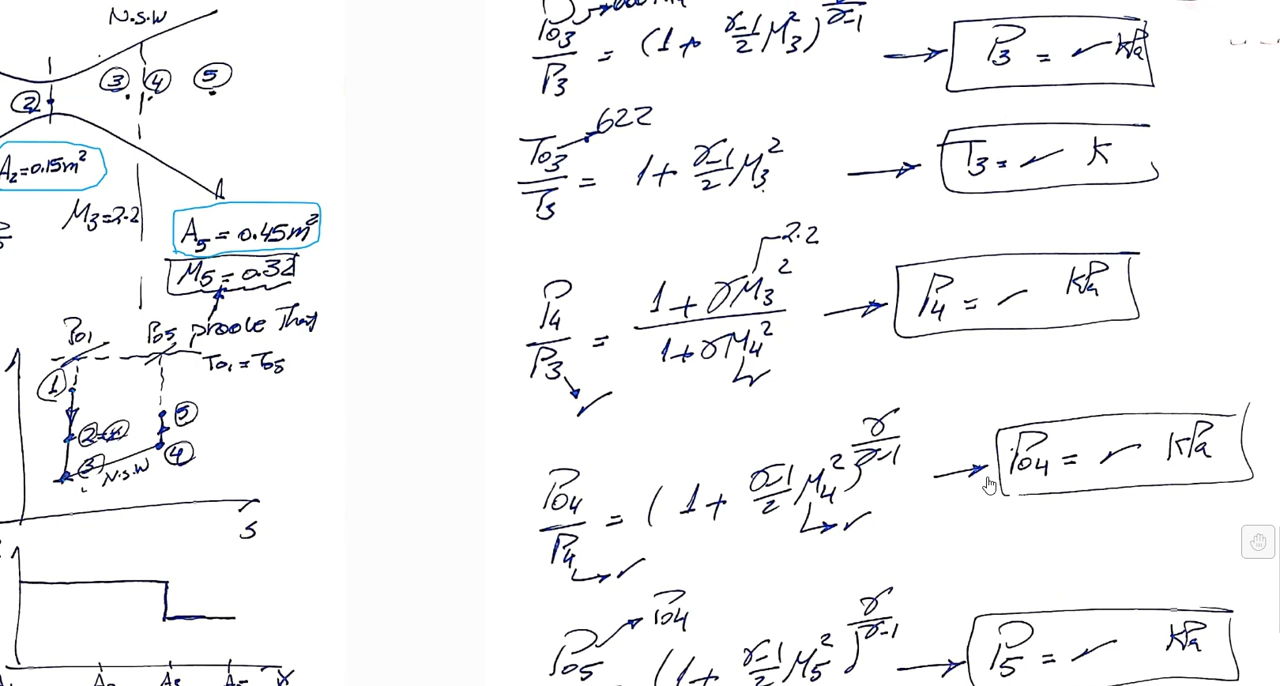 N.S.W
② ③ ④ ⑤
A₂=0.15m²
M₃=2.2
A₅ = 0.45m²
M₅ = 0.32
P01 P05 proole That
T01 = T05
①
②=*
③ N.S.W ④ ⑤
S
X
P03/P3 = (1 + (γ-1)/2 M₃²)^(γ/(γ-1)) → P3 = ✓ kPa
T03/T3 = 1 + (γ-1)/2 M₃² → T3 = ✓ K
622
P4/P3 = (1 + γM₃²)/(1 + γM₄²) → P4 = ✓ kPa
2.2
P04/P4 = (1 + (γ-1)/2 M₄²)^(γ/(γ-1)) → P04 = ✓ kPa
P04
P05 (1 + (γ-1)/2 M₅²)^(γ/(γ-1)) → P5 = ✓ kPa